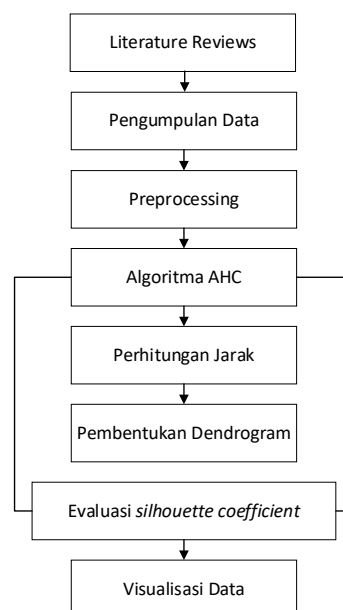 Literature Reviews
Pengumpulan Data
Preprocessing
Algoritma AHC
Perhitungan Jarak
Pembentukan Dendrogram
Evaluasi silhouette coefficient
Visualisasi Data